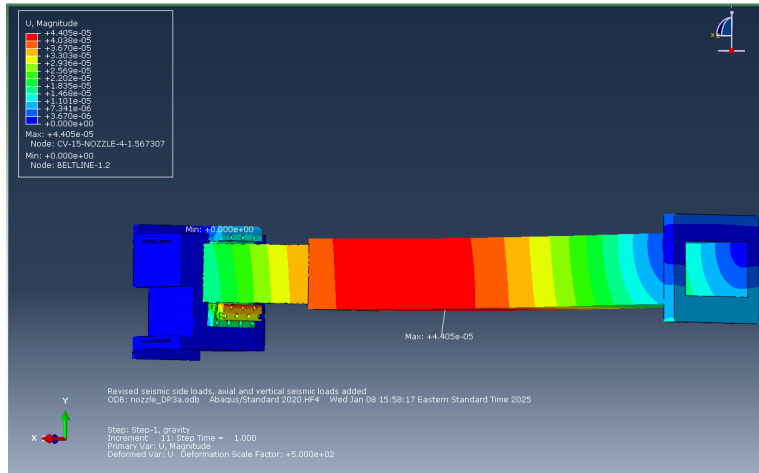 U, Magnitude
+4.405e-05
+4.038e-05
+3.670e-05
+3.303e-05
+2.936e-05
+2.569e-05
+2.202e-05
+1.835e-05
+1.468e-05
+1.101e-05
+7.341e-06
+3.670e-06
+0.000e+00
Max: +4.405e-05
Node: CV-15-NOZZLE-4-1.567307
Min: +0.000e+00
Node: BELTLINE-1.2
Min: +0.000e+00
Max: +4.405e-05
Revised seismic side loads, axial and vertical seismic loads added
ODB: nozzle_DP3a.odb Abaqus/Standard 2020.HF4 Wed Jan 08 15:58:17 Eastern Standard Time 2025
Y
X
Step: Step-1, gravity
Increment 11: Step Time = 1.000
Primary Var: U, Magnitude
Deformed Var: U Deformation Scale Factor: +5.000e+02